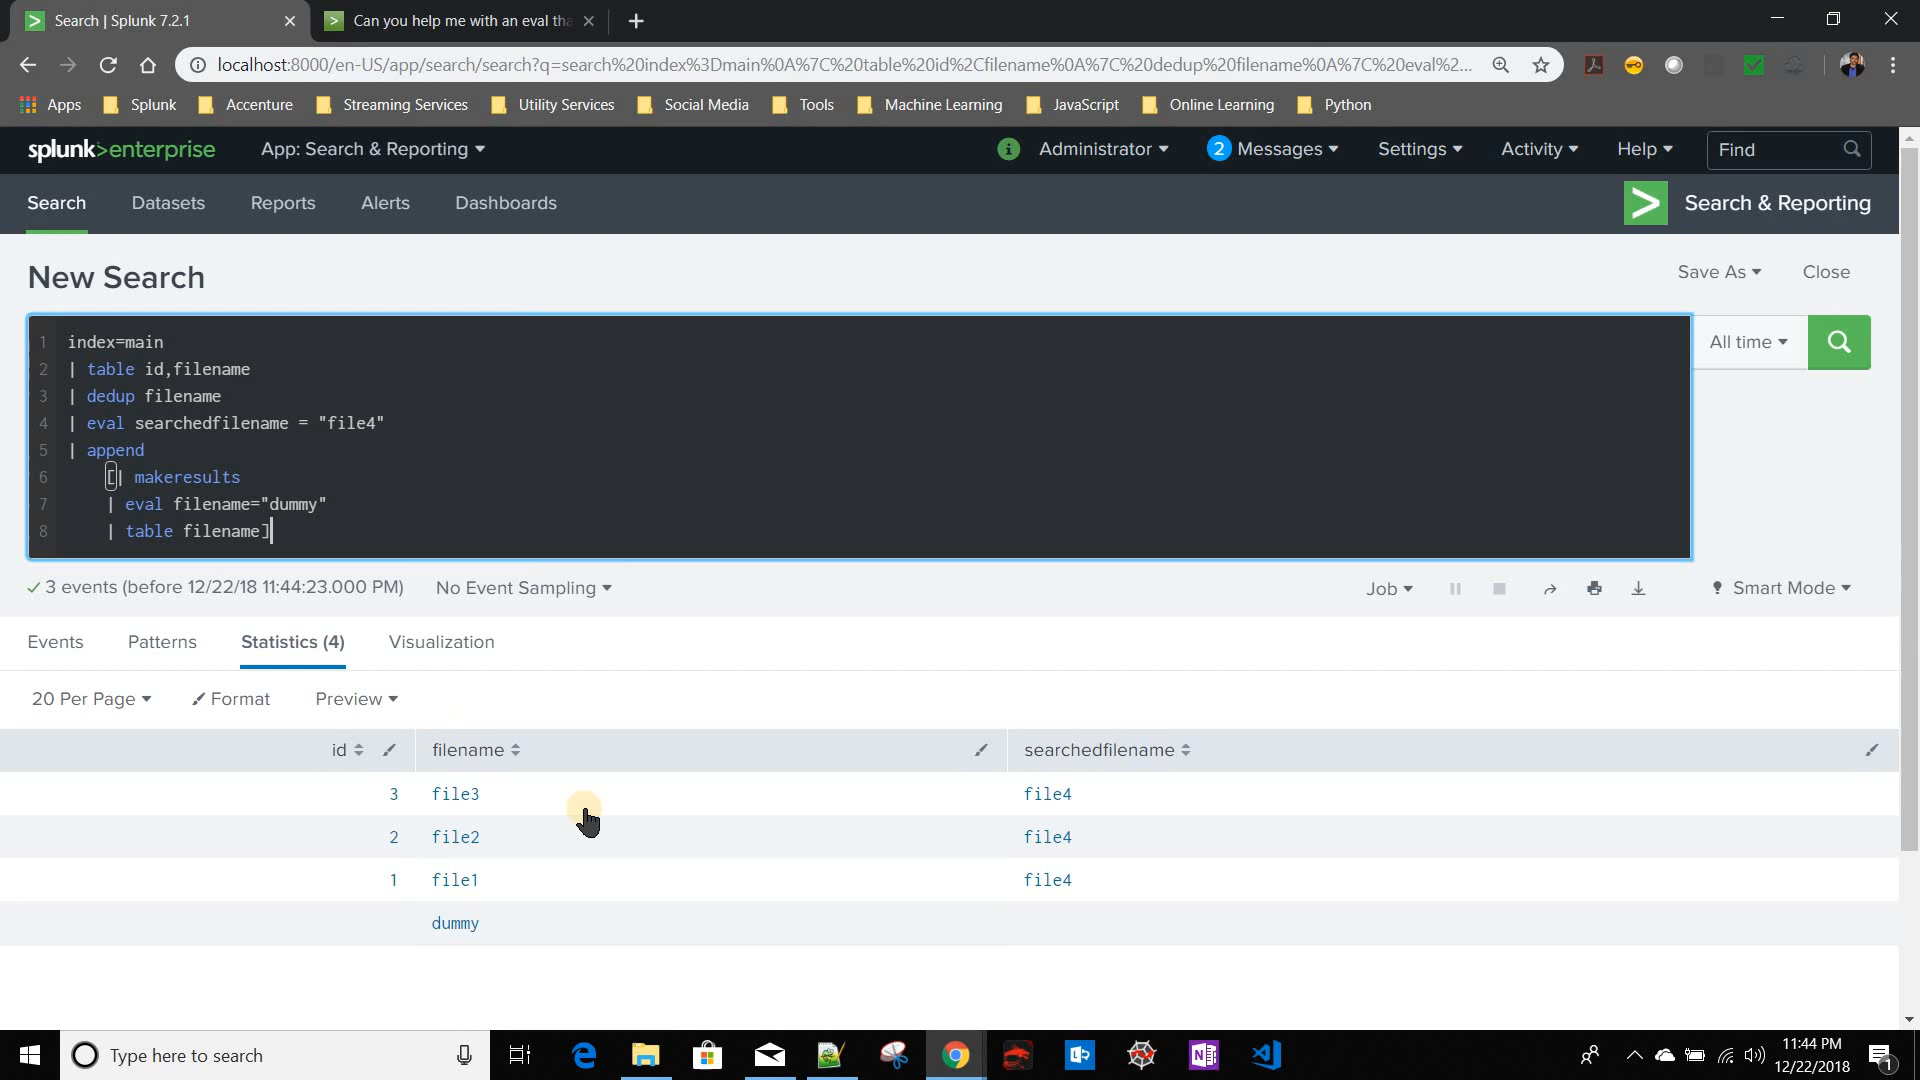 Search | Splunk 7.2.1
Can you help me with an eval tha
localhost:8000/en-US/app/search/search?q=search%20index%3Dmain%0A%7C%20table%20id%2Cfilename%0A%7C%20dedup%20filename%0A%7C%20eval%2...
Apps Splunk Accenture Streaming Services Utility Services Social Media Tools Machine Learning JavaScript Online Learning Python
splunk>enterprise App: Search & Reporting i Administrator 2 Messages Settings Activity Help Find
Search Datasets Reports Alerts Dashboards > Search & Reporting
New Search Save As Close
1 index=main All time
2 | table id,filename
3 | dedup filename
4 | eval searchedfilename = "file4"
5 | append
6 [| makeresults
7 | eval filename="dummy"
8 | table filename]
3 events (before 12/22/18 11:44:23.000 PM) No Event Sampling Job Smart Mode
Events Patterns Statistics (4) Visualization
20 Per Page Format Preview
id filename searchedfilename
3 file3 file4
2 file2 file4
1 file1 file4
dummy
Type here to search
11:44 PM
12/22/2018
1